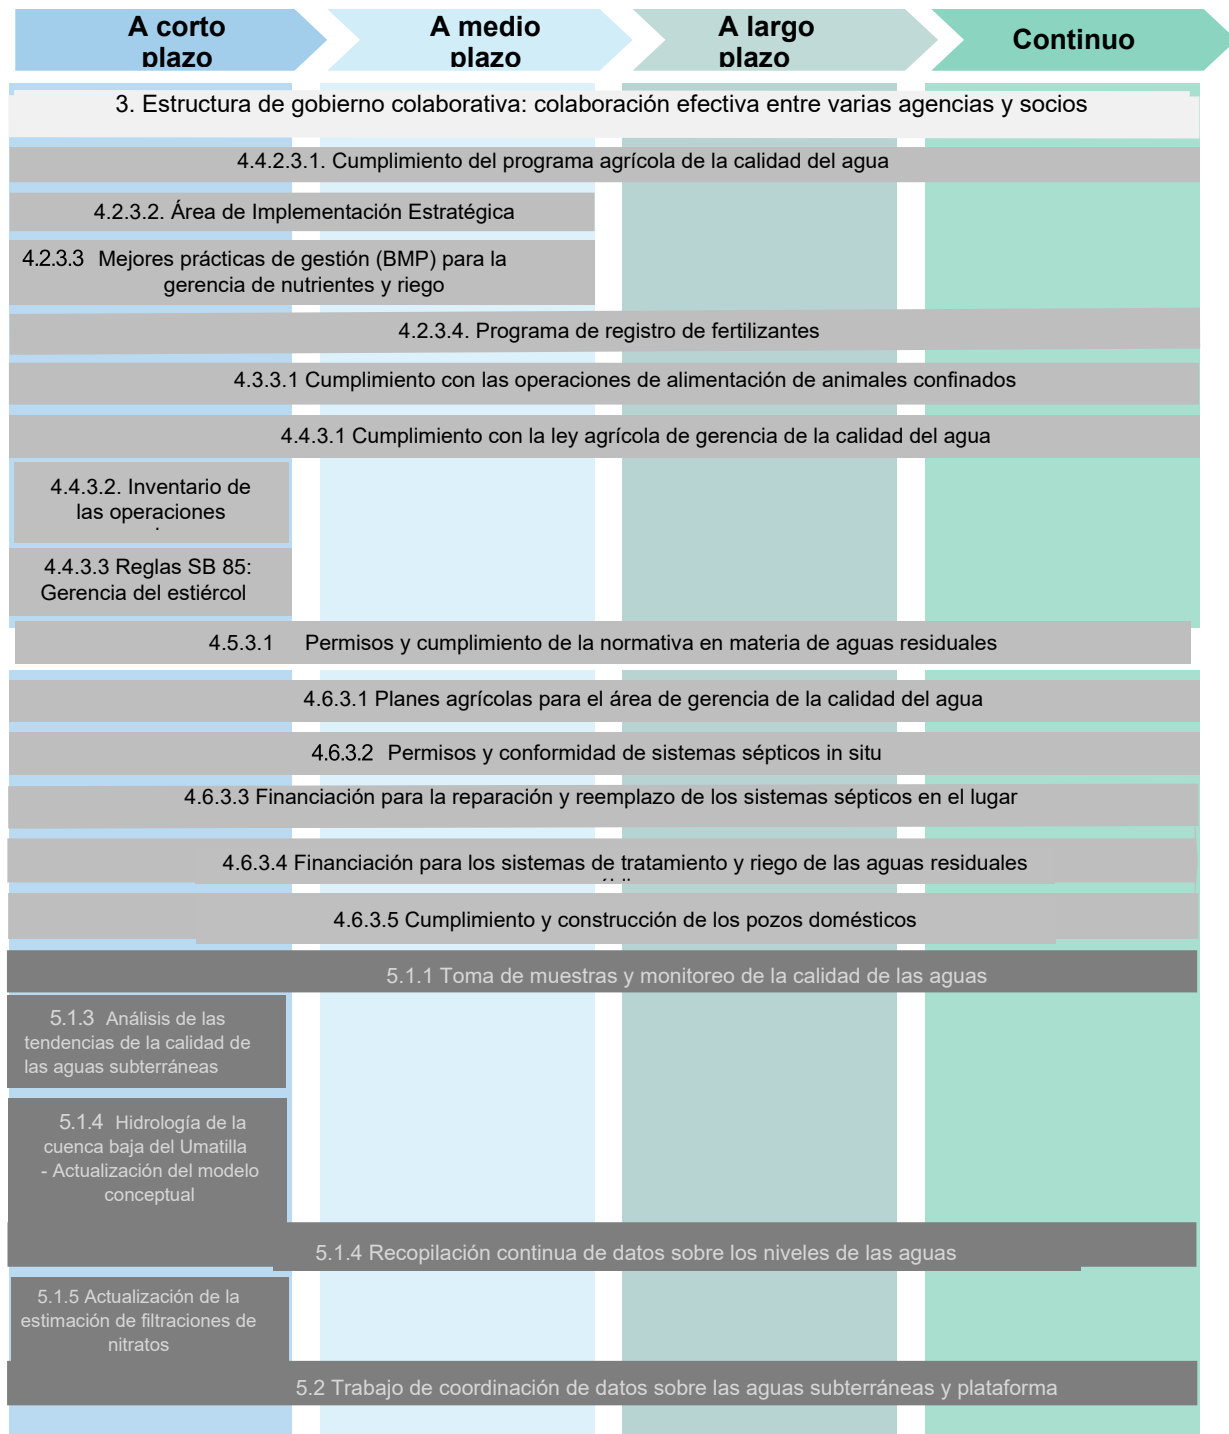 A corto
plazo
A medio
plazo
A largo
plazo
Continuo
3. Estructura de gobierno colaborativa: colaboración efectiva entre varias agencias y socios
4.4.2.3.1. Cumplimiento del programa agrícola de la calidad del agua
4.2.3.2. Área de Implementación Estratégica
4.2.3.3 Mejores prácticas de gestión (BMP) para la
gerencia de nutrientes y riego
4.2.3.4. Programa de registro de fertilizantes
4.3.3.1 Cumplimiento con las operaciones de alimentación de animales confinados
4.4.3.1 Cumplimiento con la ley agrícola de gerencia de la calidad del agua
4.4.3.2. Inventario de
las operaciones
4.4.3.3 Reglas SB 85:
Gerencia del estiércol
4.5.3.1 Permisos y cumplimiento de la normativa en materia de aguas residuales
4.6.3.1 Planes agrícolas para el área de gerencia de la calidad del agua
4.6.3.2 Permisos y conformidad de sistemas sépticos in situ
4.6.3.3 Financiación para la reparación y reemplazo de los sistemas sépticos en el lugar
4.6.3.4 Financiación para los sistemas de tratamiento y riego de las aguas residuales
4.6.3.5 Cumplimiento y construcción de los pozos domésticos
5.1.1 Toma de muestras y monitoreo de la calidad de las aguas
5.1.3 Análisis de las
tendencias de la calidad de
las aguas subterráneas
5.1.4 Hidrología de la
cuenca baja del Umatilla
- Actualización del modelo
conceptual
5.1.4 Recopilación continua de datos sobre los niveles de las aguas
5.1.5 Actualización de la
estimación de filtraciones de
nitratos
5.2 Trabajo de coordinación de datos sobre las aguas subterráneas y plataforma